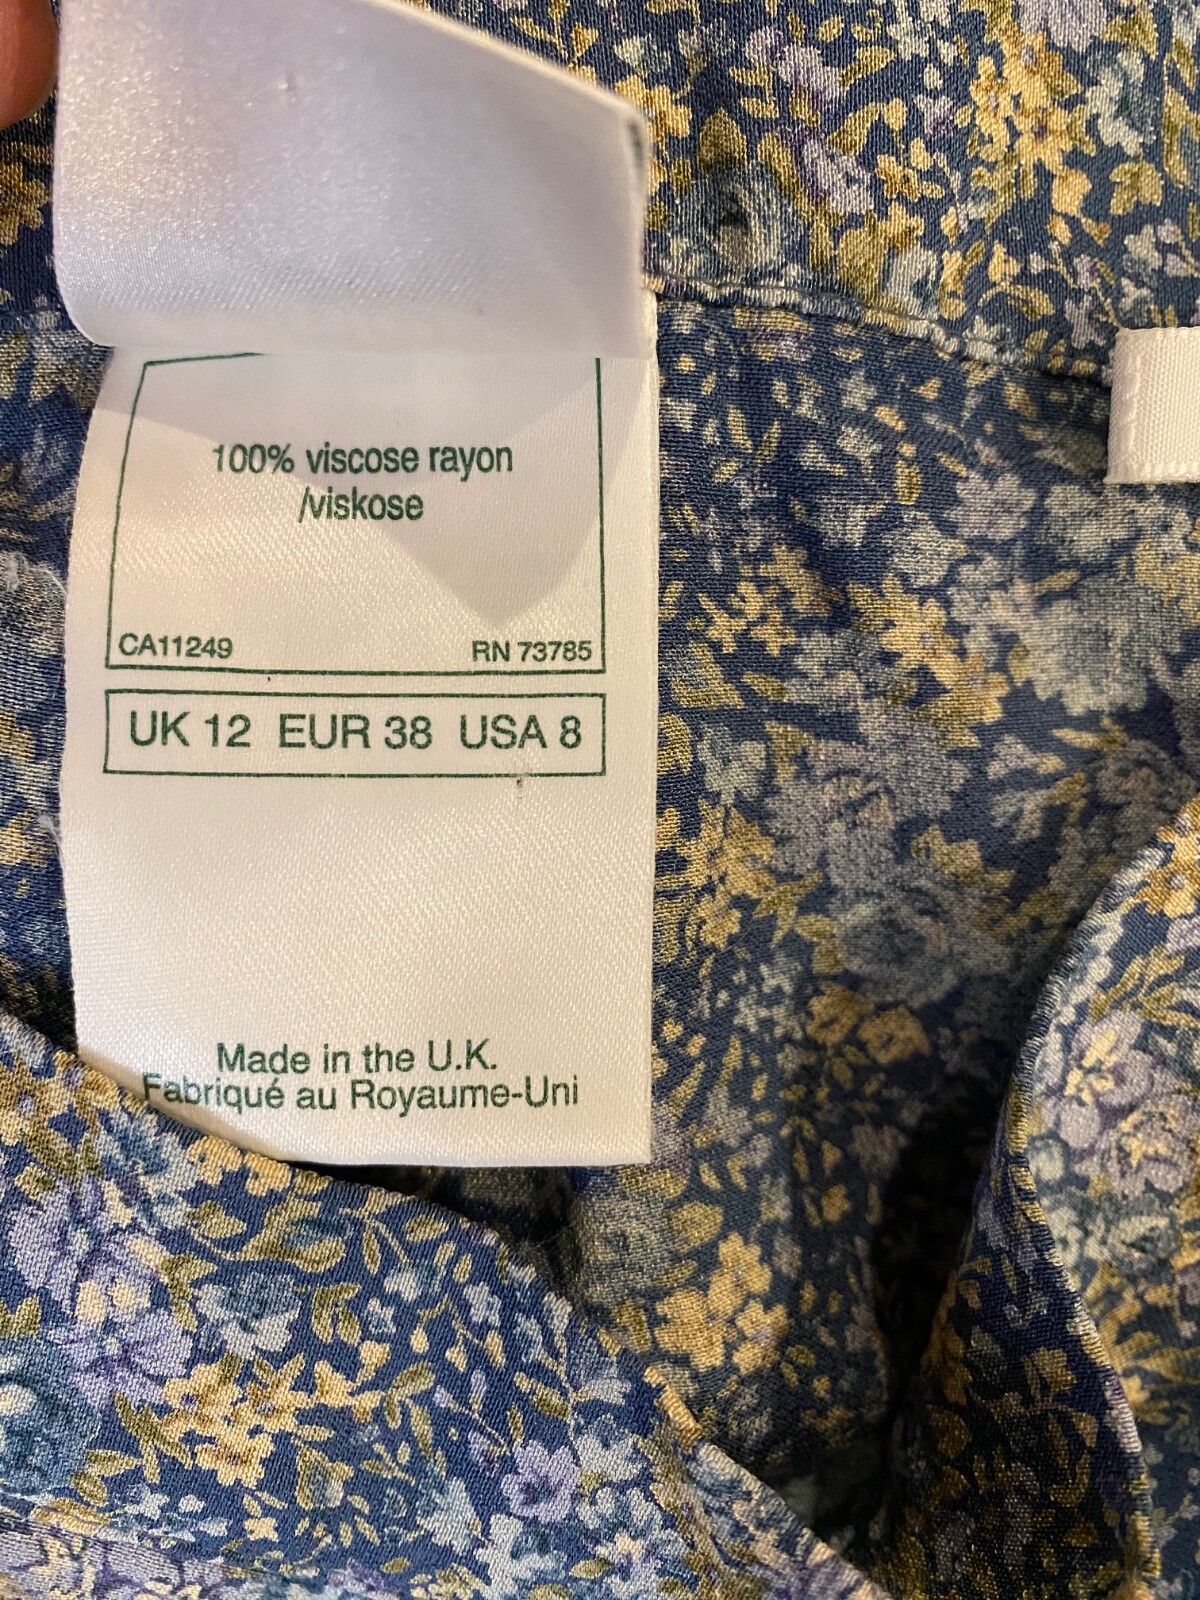 100% viscose rayon
/viskose
CA11249 RN 73785
UK 12 EUR 38 USA 8
Made in the U.K.
Fabriqué au Royaume-Uni